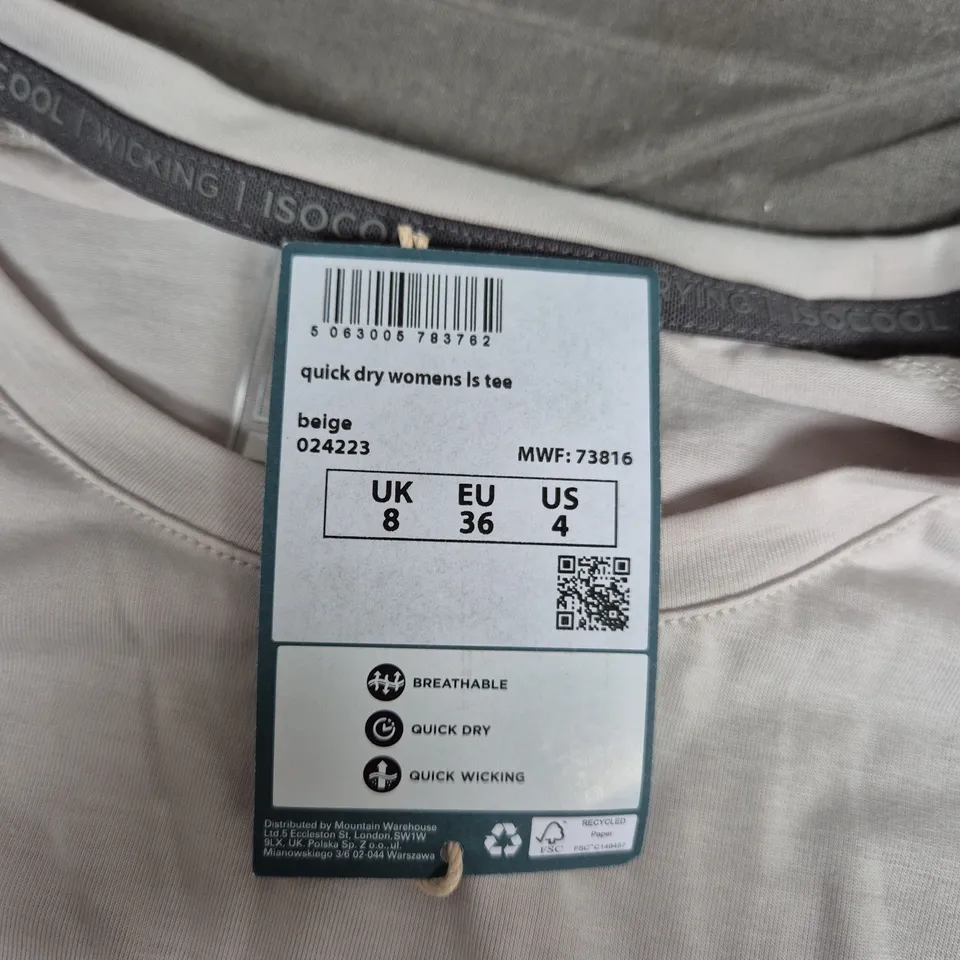 COOL | WICKING | ISOCO
RYING | ISOCOOL
5 063005 783762
quick dry womens ls tee
beige
024223
MWF: 73816
UK EU US
8 36 4
BREATHABLE
QUICK DRY
QUICK WICKING
Distributed by Mountain Warehouse
Ltd.5 Eccleston St, London.SW1W
9LX, UK. Polska Sp. Z o.o.,ul.
Mianowskiego 3/6 02-044 Warszawa
FSC
RECYCLED
Paper